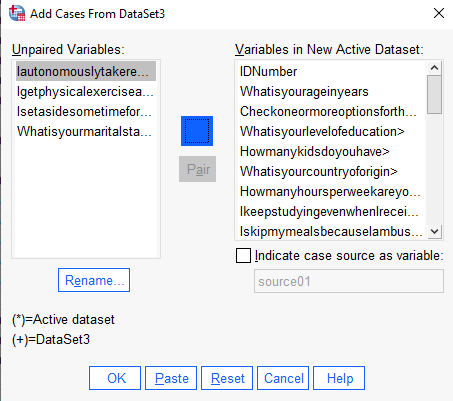 Add Cases From DataSet3
Unpaired Variables:
Iautonomouslytakere...
Igetphysicalexercisea...
Isetasidesometimefor...
Whatisyourmaritalsta...
Pair
Rename...
Variables in New Active Dataset:
IDNumber
Whatisyourageinyears
Checkoneormoreoptionsforth...
Whatisyourlevelofeducation>
Howmanykidsdoyouhave>
Whatisyourcountryoforigin>
Howmanyhoursperweekareyo...
Ikeepstudyingevenwhenlrecei...
Iskipmymealsbecauselambus...
Indicate case source as variable:
source01
(*)=Active dataset
(+)=DataSet3
OK Paste Reset Cancel Help